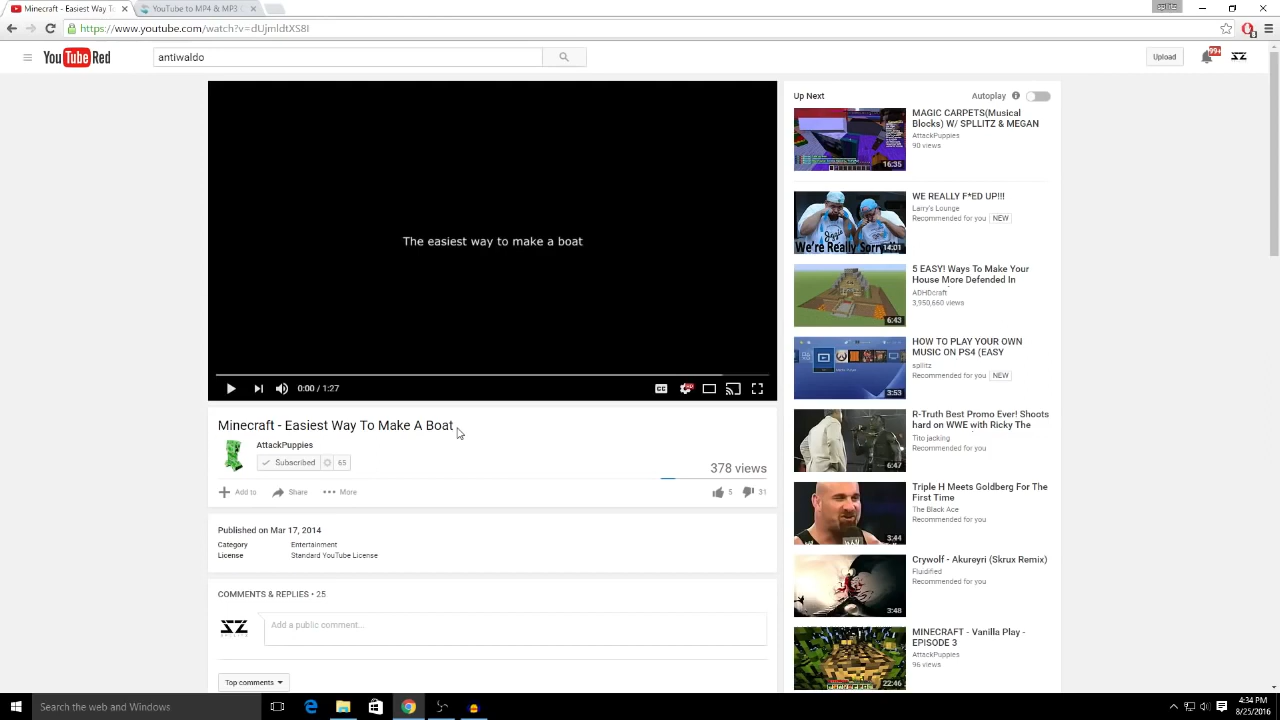 Minecraft - Easiest Way To
YouTube to MP4 & MP3
spllitz
https://www.youtube.com/watch?v=dUjmldtXS8I
YouTube Red
antiwaldo
Upload
99+
SZ
The easiest way to make a boat
0:00 / 1:27
CC
HD
Minecraft - Easiest Way To Make A Boat
AttackPuppies
Subscribed 65
378 views
Add to Share More
5 31
Published on Mar 17, 2014
Category Entertainment
License Standard YouTube License
COMMENTS & REPLIES • 25
SZ
Add a public comment...
Top comments
Up Next
Autoplay
16:35
MAGIC CARPETS(Musical
Blocks) W/ SPLLITZ & MEGAN
AttackPuppies
90 views
We're Really Sorry
14:01
WE REALLY F*ED UP!!!
Larry's Lounge
Recommended for you NEW
6:43
5 EASY! Ways To Make Your
House More Defended In
ADHDcraft
3,950,660 views
3:53
HOW TO PLAY YOUR OWN
MUSIC ON PS4 (EASY
spllitz
Recommended for you NEW
6:47
R-Truth Best Promo Ever! Shoots
hard on WWE with Ricky The
Tito jacking
Recommended for you
3:44
Triple H Meets Goldberg For The
First Time
The Black Ace
Recommended for you
3:48
Crywolf - Akureyri (Skrux Remix)
Fluidified
Recommended for you
22:46
MINECRAFT - Vanilla Play -
EPISODE 3
AttackPuppies
96 views
Search the web and Windows
4:34 PM
8/25/2016